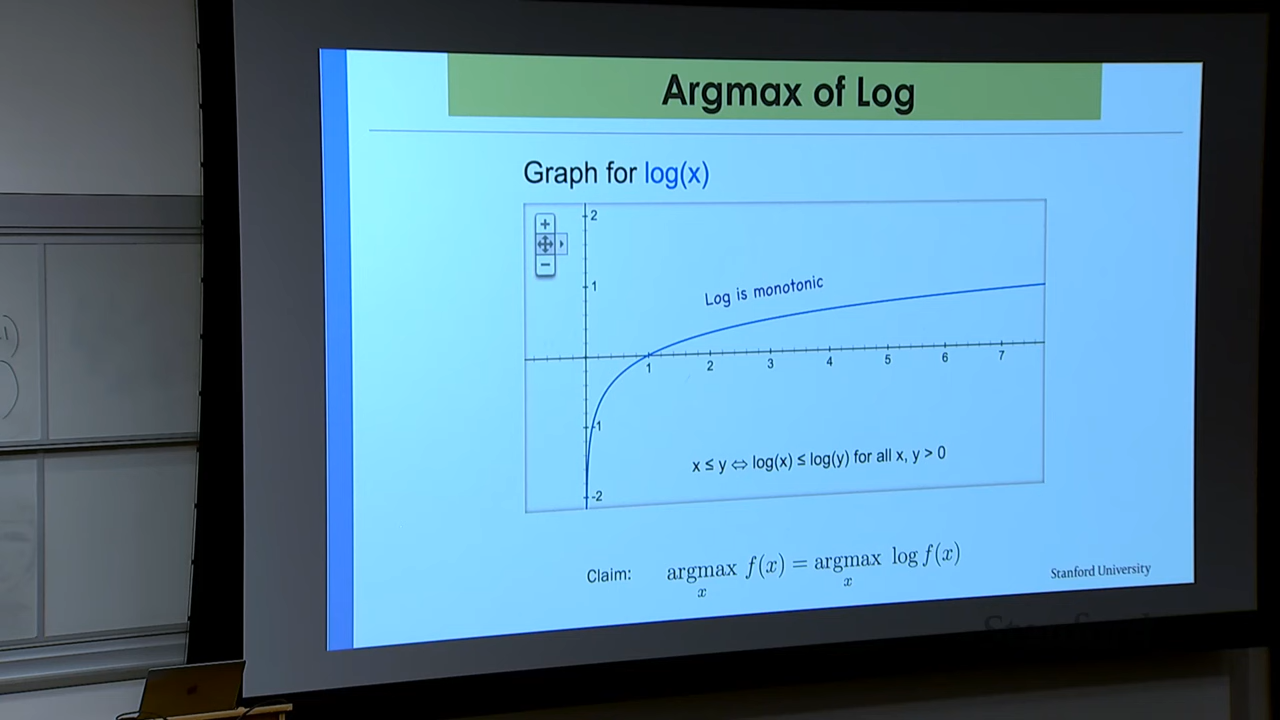 Argmax of Log
Graph for log(x)
+
−
2
1
-1
-2
1 2 3 4 5 6 7
Log is monotonic
x ≤ y ⇔ log(x) ≤ log(y) for all x, y > 0
Claim: argmax f(x) = argmax log f(x)
x x
Stanford University